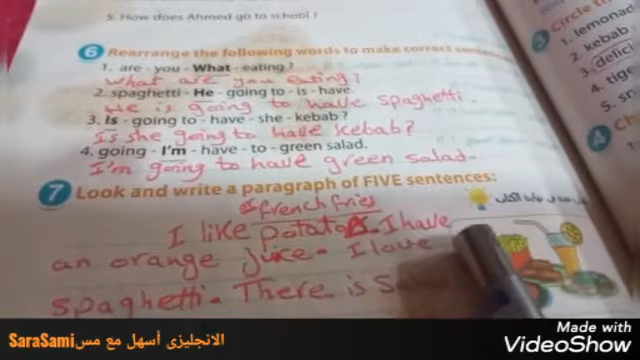 5. How does Ahmed go to school?
6 Rearrange the following words to make correct
1. are - you - What - eating?
What are you eating?
2. spaghetti - He - going to - is - have.
He is going to have spaghetti.
3. Is - going to - have - she - kebab?
Is she going to have kebab?
4. going - I'm - have - to - green salad.
I'm going to have green salad.
7 Look and write a paragraph of FIVE sentences:
french fries
I like potato. I have
an orange juice. I love
spaghetti. There is
Circle
1. lemonad
2. kebab
3. delici
4. tige
5. sn
A
الانجليزى أسهل مع مس SaraSami
Made with
VideoShow